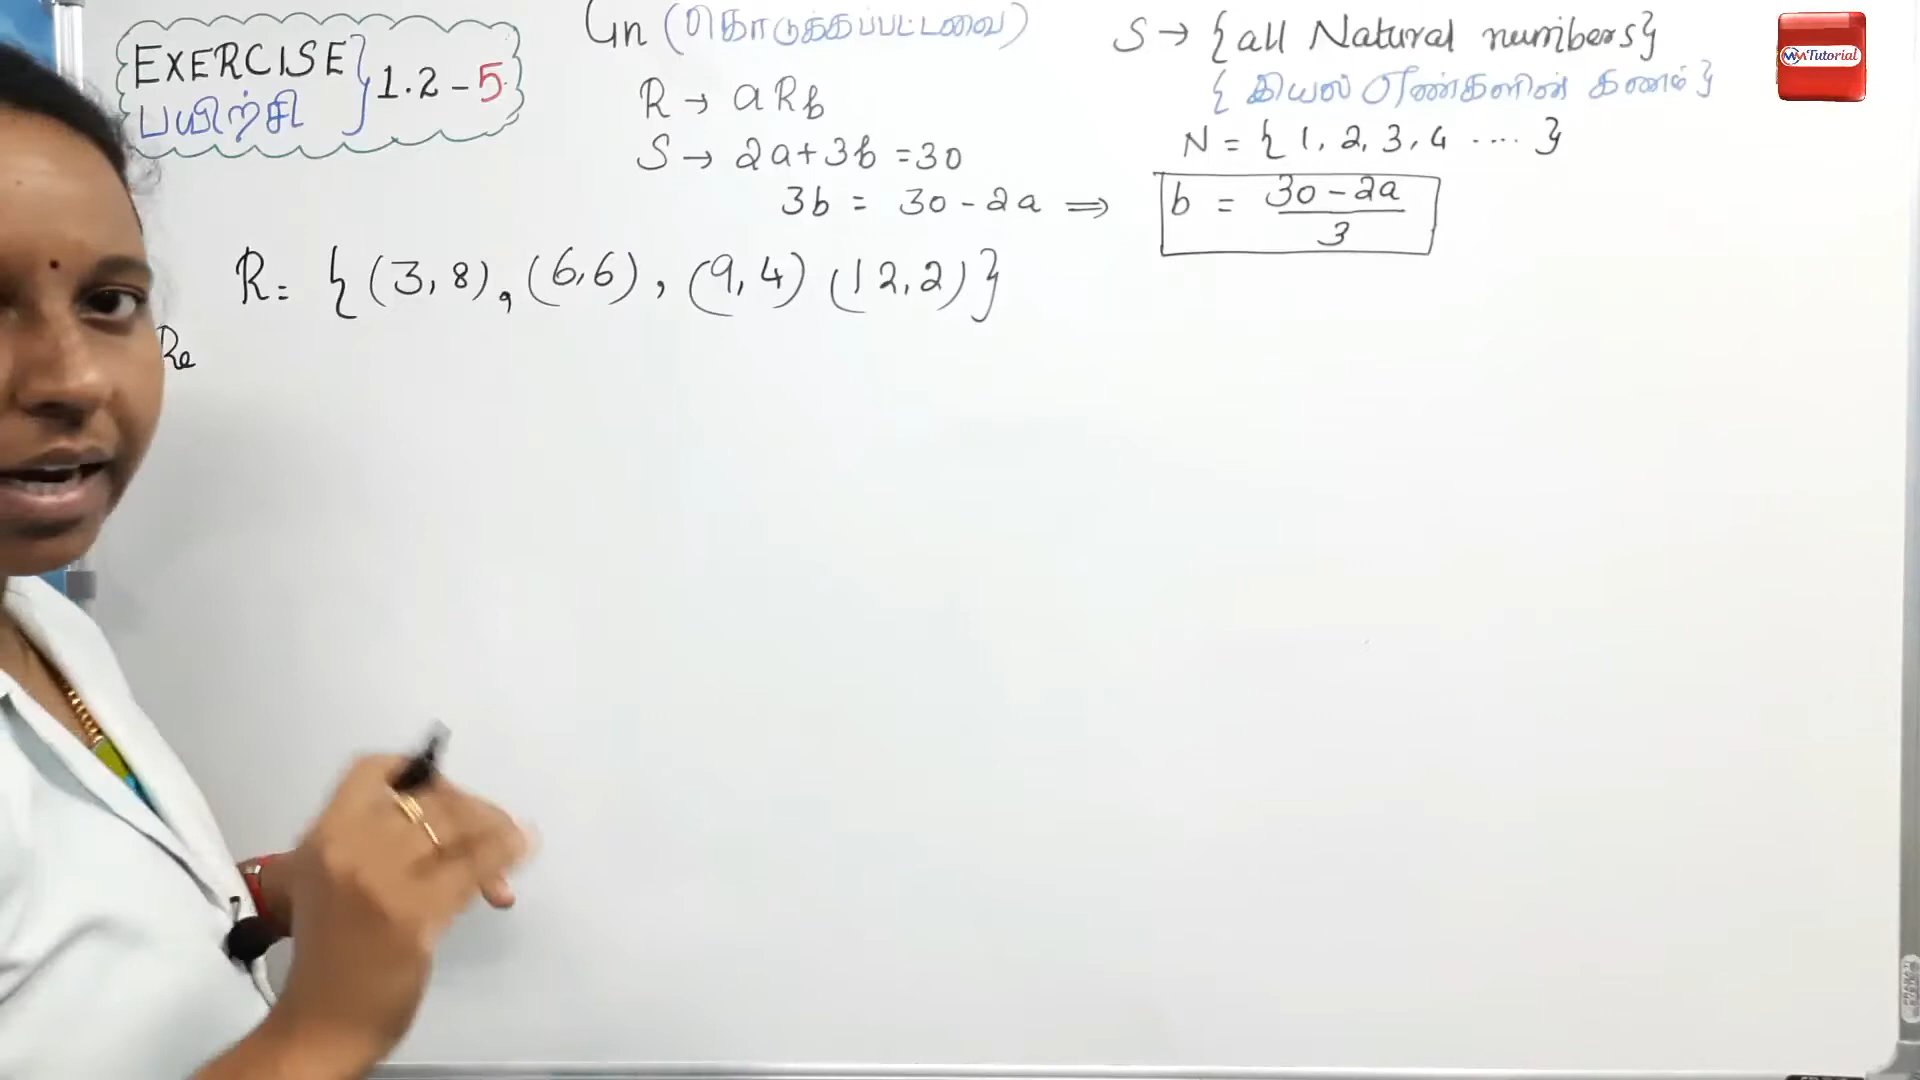 EXERCISE
பயிற்சி
} 1.2 - 5.
Gn (கொடுக்கப்பட்டவை)
R → aRb
S → 2a+3b = 30
3b = 30 - 2a ⇒
S → {all Natural numbers}
{ இயல் எண்களின் கணம் }
N = { 1, 2, 3, 4 .... }
b = 30 - 2a / 3
MATutorial
R = { (3,8), (6,6), (9,4) (12,2) }
Re